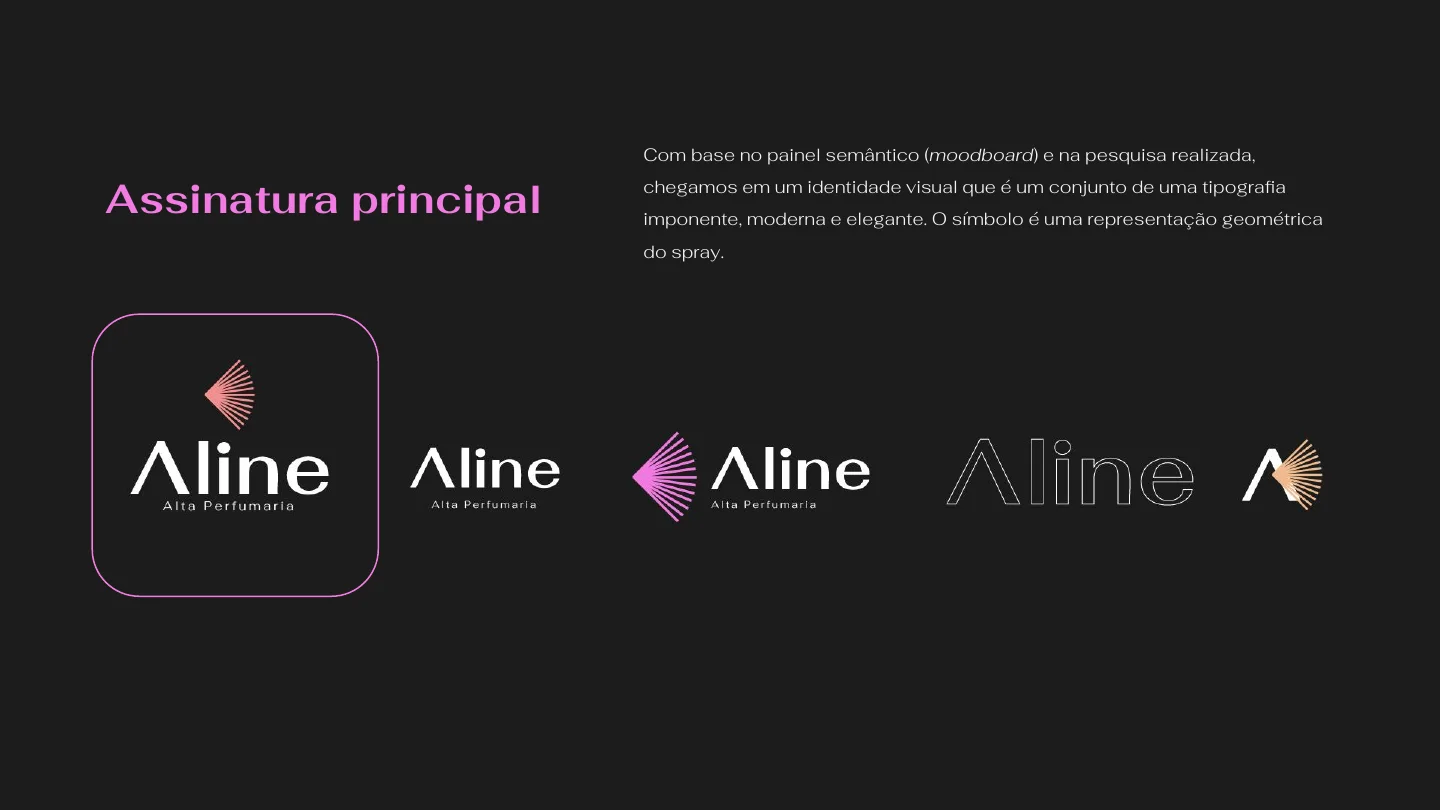 Assinatura principal
Com base no painel semântico (moodboard) e na pesquisa realizada,
chegamos em um identidade visual que é um conjunto de uma tipografia
imponente, moderna e elegante. O símbolo é uma representação geométrica
do spray.
Aline
Alta Perfumaria
Aline
Alta Perfumaria
Aline
Alta Perfumaria
Aline
A